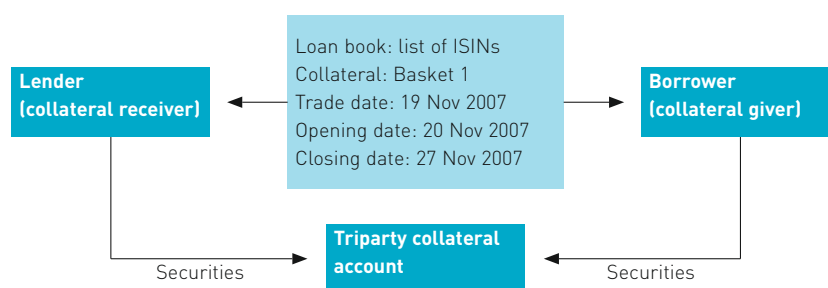 Loan book: list of ISINs
Collateral: Basket 1
Trade date: 19 Nov 2007
Opening date: 20 Nov 2007
Closing date: 27 Nov 2007
Lender
(collateral receiver)
Borrower
(collateral giver)
Triparty collateral
account
Securities
Securities